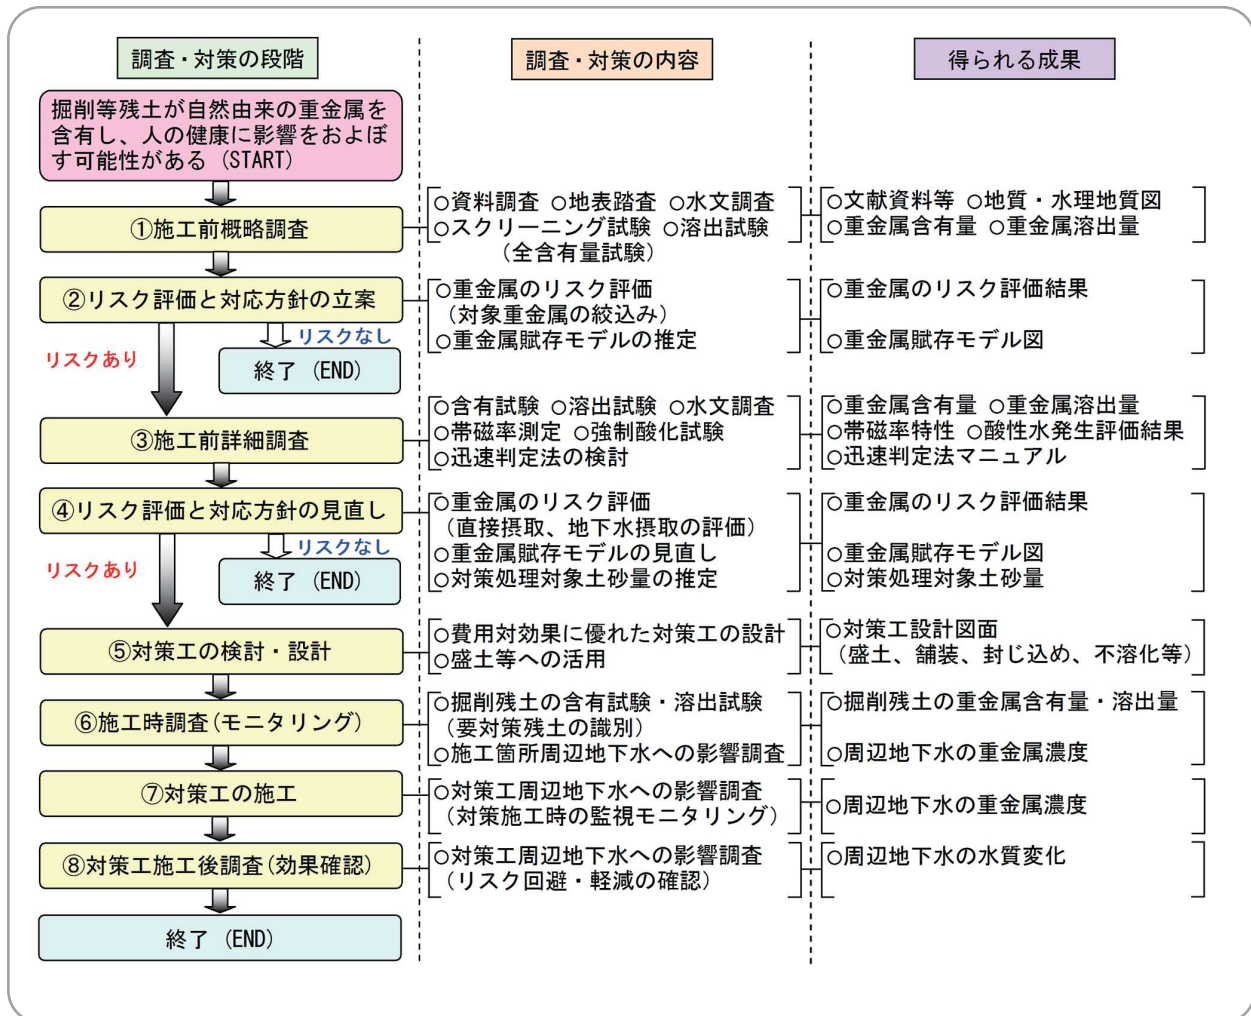 調査・対策の段階
調査・対策の内容
得られる成果
掘削等残土が自然由来の重金属を
含有し、人の健康に影響をおよぼ
す可能性がある (START)
①施工前概略調査
○資料調査 ○地表踏査 ○水文調査
○スクリーニング試験 ○溶出試験
(全含有量試験)
○文献資料等 ○地質・水理地質図
○重金属含有量 ○重金属溶出量
②リスク評価と対応方針の立案
リスクあり
リスクなし
終了 (END)
○重金属のリスク評価
(対象重金属の絞込み)
○重金属賦存モデルの推定
○重金属のリスク評価結果
○重金属賦存モデル図
③施工前詳細調査
○含有試験 ○溶出試験 ○水文調査
○帯磁率測定 ○強制酸化試験
○迅速判定法の検討
○重金属含有量 ○重金属溶出量
○帯磁率特性 ○酸性水発生評価結果
○迅速判定法マニュアル
④リスク評価と対応方針の見直し
リスクあり
リスクなし
終了 (END)
○重金属のリスク評価
(直接摂取、地下水摂取の評価)
○重金属賦存モデルの見直し
○対策処理対象土砂量の推定
○重金属のリスク評価結果
○重金属賦存モデル図
○対策処理対象土砂量
⑤対策工の検討・設計
○費用対効果に優れた対策工の設計
○盛土等への活用
○対策工設計図面
(盛土、舗装、封じ込め、不溶化等)
⑥施工時調査(モニタリング)
○掘削残土の含有試験・溶出試験
(要対策残土の識別)
○施工箇所周辺地下水への影響調査
○掘削残土の重金属含有量・溶出量
○周辺地下水の重金属濃度
⑦対策工の施工
○対策工周辺地下水への影響調査
(対策施工時の監視モニタリング)
○周辺地下水の重金属濃度
⑧対策工施工後調査(効果確認)
○対策工周辺地下水への影響調査
(リスク回避・軽減の確認)
○周辺地下水の水質変化
終了 (END)